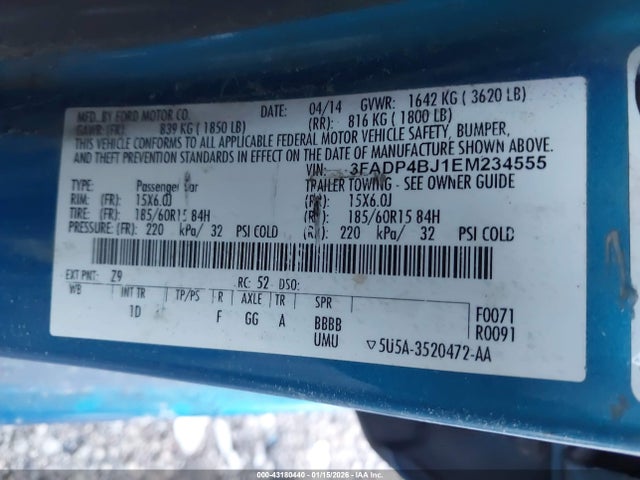 MFD. BY FORD MOTOR CO. DATE: 04/14 GVWR: 1642 KG ( 3620 LB)
GAWR: (FR): 839 KG ( 1850 LB) (RR): 816 KG ( 1800 LB)
THIS VEHICLE CONFORMS TO ALL APPLICABLE FEDERAL MOTOR VEHICLE SAFETY, BUMPER,
AND THEFT PREVENTION STANDARDS IN EFFECT ON THE DATE OF MANUFACTURE SHOWN ABOVE.
VIN: 3FADP4BJ1EM234555
TYPE: Passenger Car TRAILER TOWING - SEE OWNER GUIDE
RIM: (FR): 15X6.0J (RR): 15X6.0J
TIRE: (FR): 185/60R15 84H (RR): 185/60R15 84H
PRESSURE: (FR): 220 kPa/ 32 PSI COLD (RR): 220 kPa/ 32 PSI COLD
EXT PNT: Z9 RC: 52 DSO:
WB INT TR TP/PS R AXLE TR SPR F0071
1D F GG A BBBB R0091
UMU ▽5U5A-3520472-AA
000-43180440 - 01/15/2026 - IAA Inc.